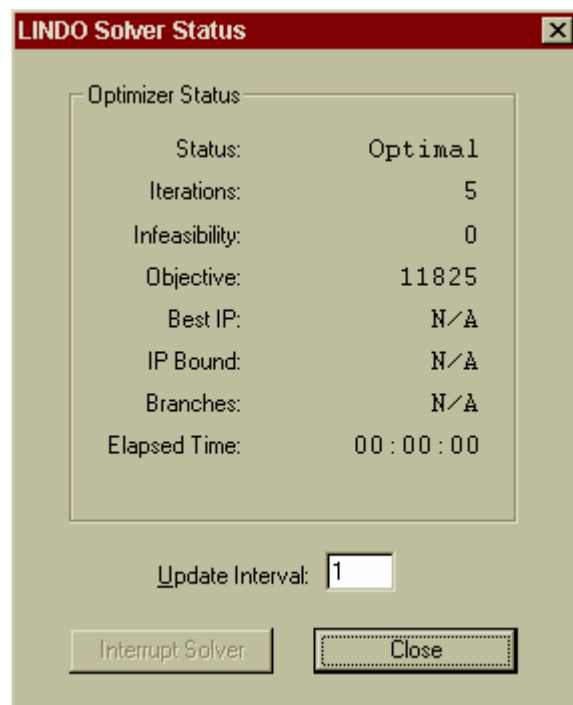 LINDO Solver Status
Optimizer Status
Status: Optimal
Iterations: 5
Infeasibility: 0
Objective: 11825
Best IP: N/A
IP Bound: N/A
Branches: N/A
Elapsed Time: 00:00:00
Update Interval: 1
Interrupt Solver Close